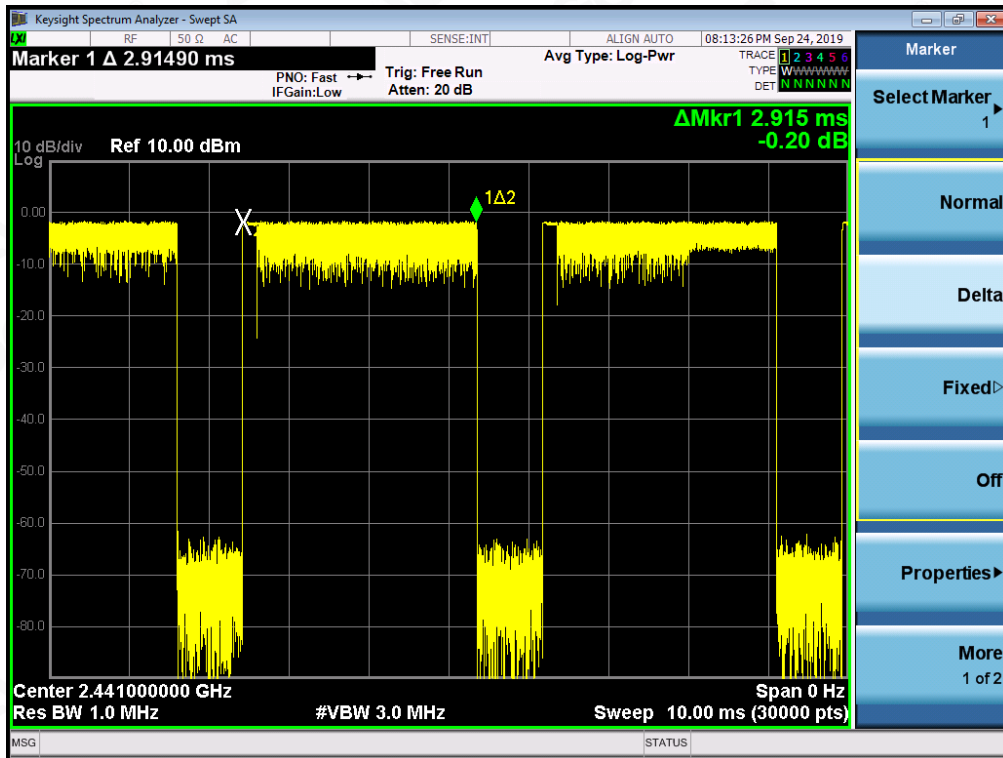 Keysight Spectrum Analyzer - Swept SA
LXI RF 50 Ω AC SENSE:INT ALIGN AUTO 08:13:26 PM Sep 24, 2019
Marker 1 Δ 2.91490 ms
PNO: Fast
IFGain:Low
Trig: Free Run
Atten: 20 dB
Avg Type: Log-Pwr
TRACE 1 2 3 4 5 6
TYPE WWWWWW
DET N N N N N N
ΔMkr1 2.915 ms
-0.20 dB
10 dB/div Ref 10.00 dBm
Log
1Δ2
0.00
-10.0
-20.0
-30.0
-40.0
-50.0
-60.0
-70.0
-80.0
Center 2.441000000 GHz Span 0 Hz
Res BW 1.0 MHz #VBW 3.0 MHz Sweep 10.00 ms (30000 pts)
MSG STATUS
Marker
Select Marker
1
Normal
Delta
Fixed
Off
Properties
More
1 of 2